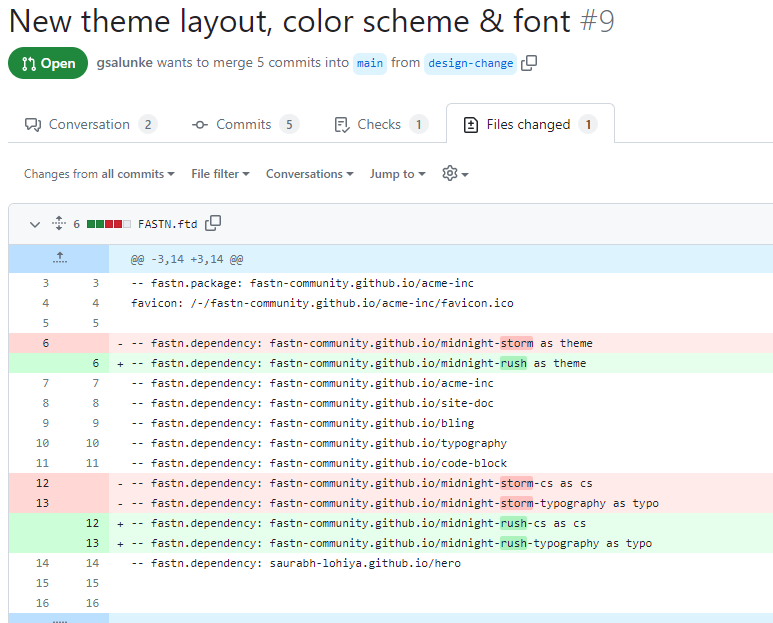 New theme layout, color scheme & font #9
Open gsalunke wants to merge 5 commits into main from design-change
Conversation 2 Commits 5 Checks 1 Files changed 1
Changes from all commits File filter Conversations Jump to
6 FASTN.ftd
@@ -3,14 +3,14 @@
3 3 -- fastn.package: fastn-community.github.io/acme-inc
4 4 favicon: /-/fastn-community.github.io/acme-inc/favicon.ico
5 5
6 - -- fastn.dependency: fastn-community.github.io/midnight-storm as theme
6 + -- fastn.dependency: fastn-community.github.io/midnight-rush as theme
7 7 -- fastn.dependency: fastn-community.github.io/acme-inc
8 8 -- fastn.dependency: fastn-community.github.io/site-doc
9 9 -- fastn.dependency: fastn-community.github.io/bling
10 10 -- fastn.dependency: fastn-community.github.io/typography
11 11 -- fastn.dependency: fastn-community.github.io/code-block
12 - -- fastn.dependency: fastn-community.github.io/midnight-storm-cs as cs
13 - -- fastn.dependency: fastn-community.github.io/midnight-storm-typography as typo
12 + -- fastn.dependency: fastn-community.github.io/midnight-rush-cs as cs
13 + -- fastn.dependency: fastn-community.github.io/midnight-rush-typography as typo
14 14 -- fastn.dependency: saurabh-lohiya.github.io/hero
15 15
16 16